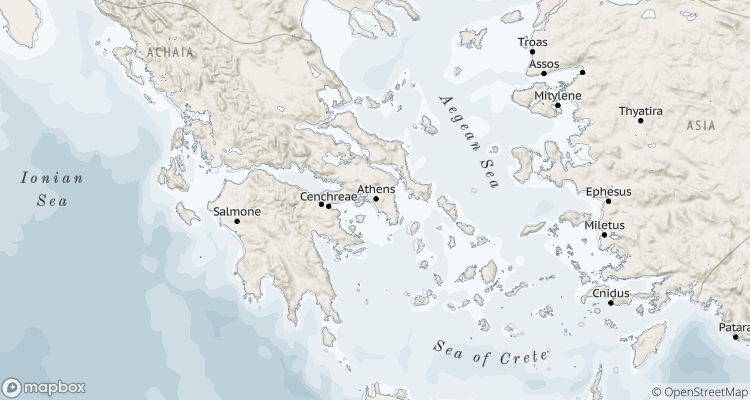 Troas
ACHAIA
Assos
Aegean Sea
Mitylene
Thyatira
ASIA
Ionian
Sea
Athens
Ephesus
Cenchreae
Salmone
Miletus
Cnidus
Patara
Sea of Crete
mapbox
© OpenStreetMap